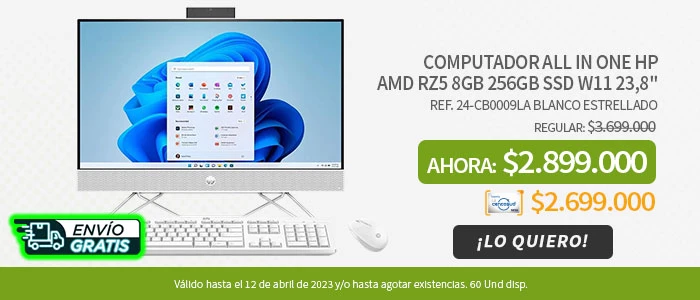 COMPUTADOR ALL IN ONE HP
AMD RZ5 8GB 256GB SSD W11 23,8"
REF. 24-CB0009LA BLANCO ESTRELLADO
REGULAR: $3.699.000
AHORA: $2.899.000
cencosud
$2.699.000
¡LO QUIERO!
ENVÍO
GRATIS
Válido hasta el 12 de abril de 2023 y/o hasta agotar existencias. 60 Und disp.